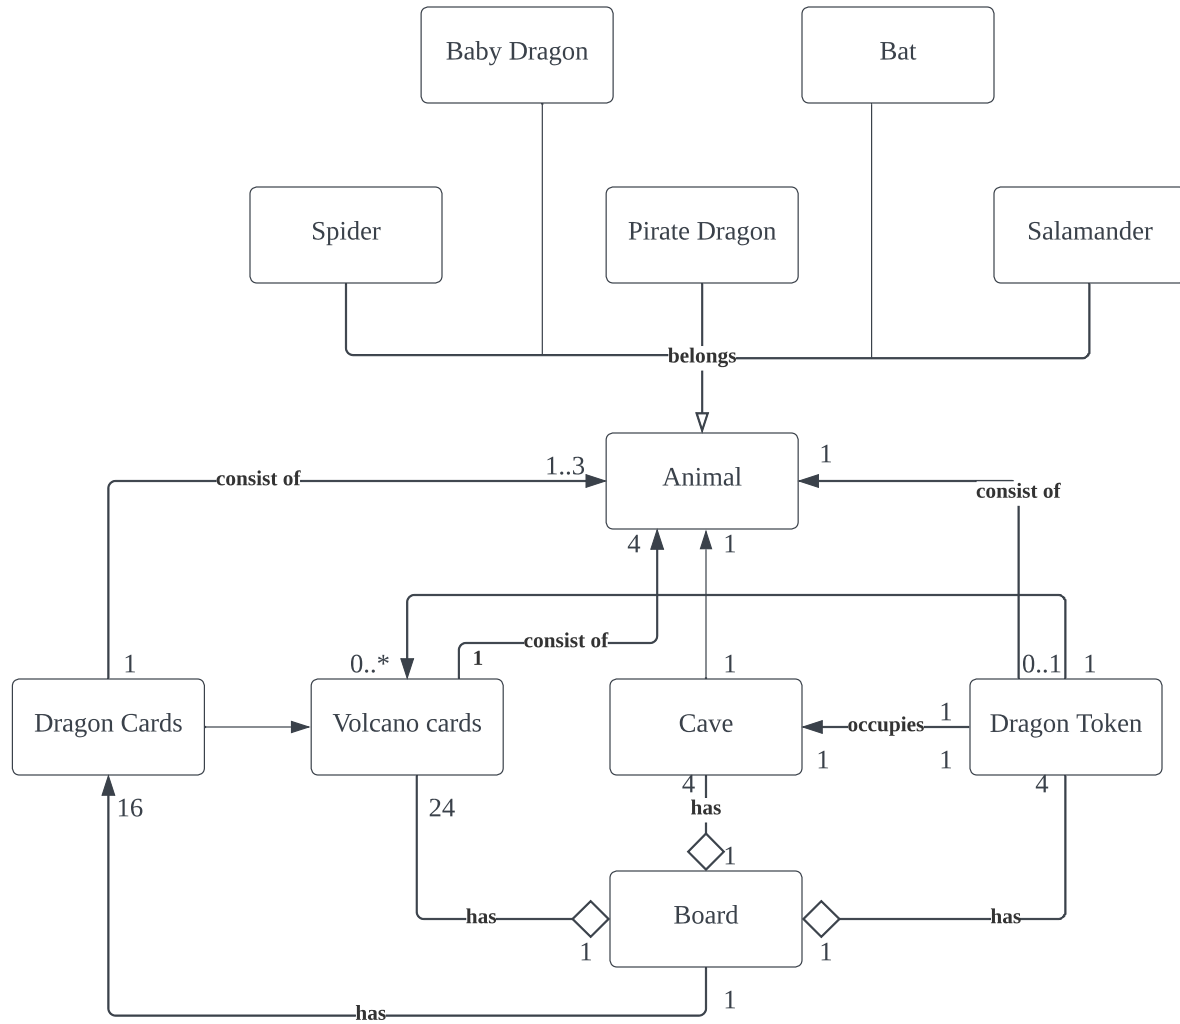 Baby Dragon
Bat
Spider
Pirate Dragon
Salamander
belongs
1
consist of
1..3
Animal
consist of
4
1
consist of
1
0..*
1
0..1
1
Dragon Cards
Volcano cards
Cave
occupies
1
Dragon Token
1
1
16
24
4
has
1
4
Board
has
has
1
1
1
has